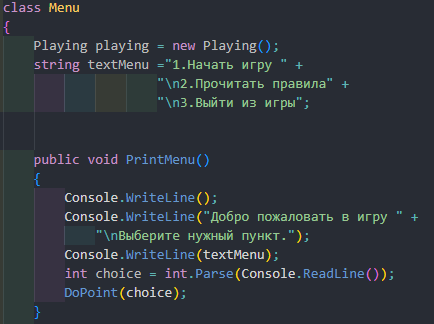 class Menu
{
Playing playing = new Playing();
string textMenu ="1.Начать игру " +
"\n2.Прочитать правила" +
"\n3.Выйти из игры";
public void PrintMenu()
{
Console.WriteLine();
Console.WriteLine("Добро пожаловать в игру " +
"\nВыберите нужный пункт.");
Console.WriteLine(textMenu);
int choice = int.Parse(Console.ReadLine());
DoPoint(choice);
}